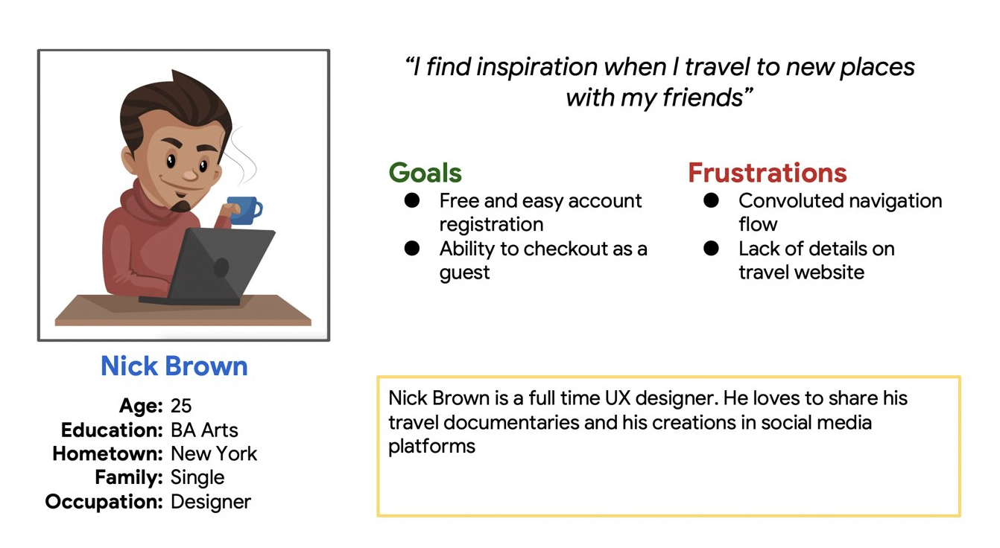 “I find inspiration when I travel to new places
with my friends”
Goals
● Free and easy account
registration
● Ability to checkout as a
guest
Frustrations
● Convoluted navigation
flow
● Lack of details on
travel website
Nick Brown
Age: 25
Education: BA Arts
Hometown: New York
Family: Single
Occupation: Designer
Nick Brown is a full time UX designer. He loves to share his
travel documentaries and his creations in social media
platforms